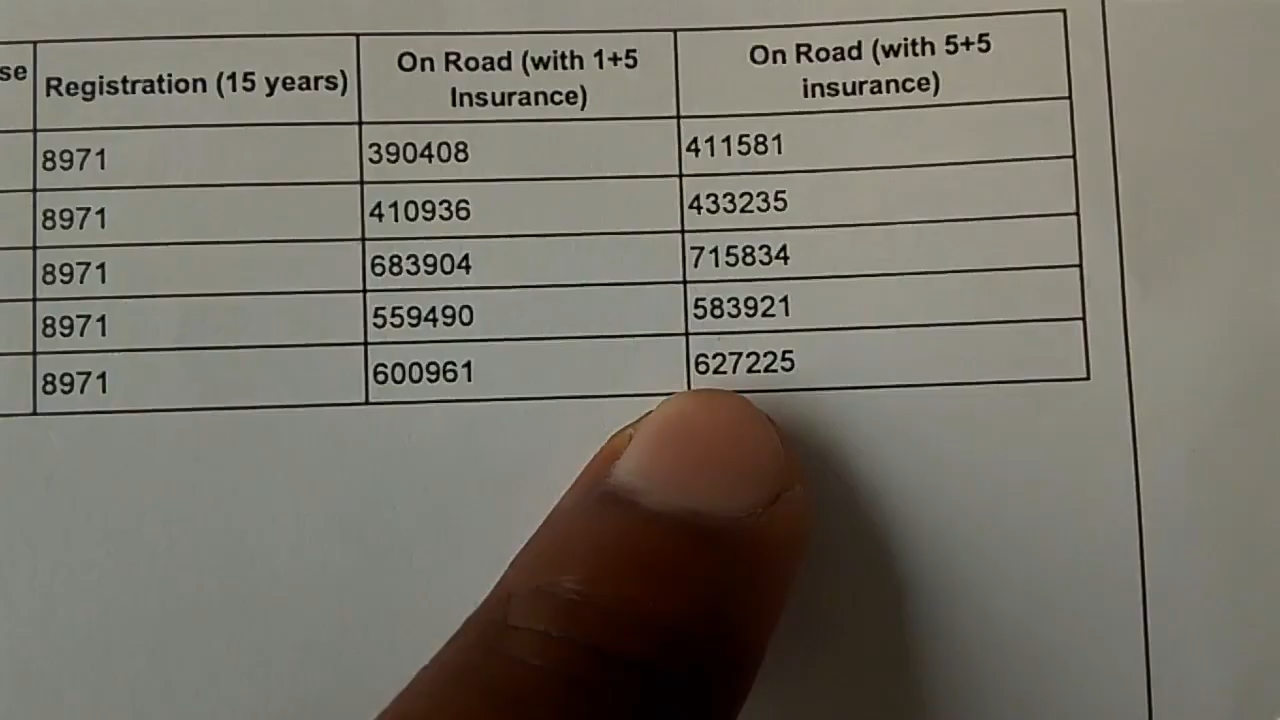 se
Registration (15 years)
On Road (with 1+5
Insurance)
On Road (with 5+5
insurance)
8971 390408 411581
8971 410936 433235
8971 683904 715834
8971 559490 583921
8971 600961 627225